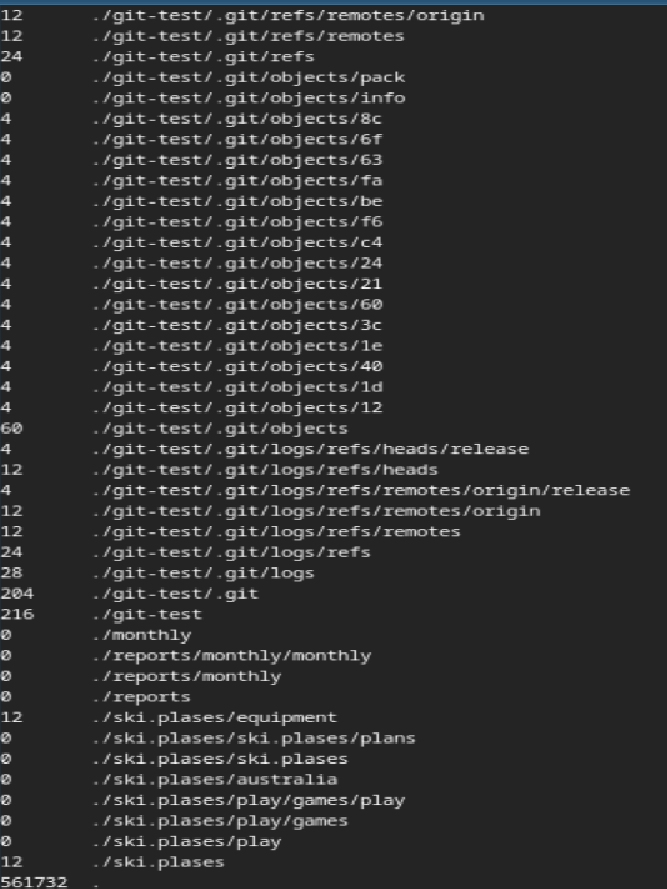 12 ./git-test/.git/refs/remotes/origin
12 ./git-test/.git/refs/remotes
24 ./git-test/.git/refs
0 ./git-test/.git/objects/pack
0 ./git-test/.git/objects/info
4 ./git-test/.git/objects/8c
4 ./git-test/.git/objects/6f
4 ./git-test/.git/objects/63
4 ./git-test/.git/objects/fa
4 ./git-test/.git/objects/be
4 ./git-test/.git/objects/f6
4 ./git-test/.git/objects/c4
4 ./git-test/.git/objects/24
4 ./git-test/.git/objects/21
4 ./git-test/.git/objects/60
4 ./git-test/.git/objects/3c
4 ./git-test/.git/objects/1e
4 ./git-test/.git/objects/40
4 ./git-test/.git/objects/1d
4 ./git-test/.git/objects/12
60 ./git-test/.git/objects
4 ./git-test/.git/logs/refs/heads/release
12 ./git-test/.git/logs/refs/heads
4 ./git-test/.git/logs/refs/remotes/origin/release
12 ./git-test/.git/logs/refs/remotes/origin
12 ./git-test/.git/logs/refs/remotes
24 ./git-test/.git/logs/refs
28 ./git-test/.git/logs
204 ./git-test/.git
216 ./git-test
0 ./monthly
0 ./reports/monthly/monthly
0 ./reports/monthly
0 ./reports
12 ./ski.plases/equipment
0 ./ski.plases/ski.plases/plans
0 ./ski.plases/ski.plases
0 ./ski.plases/australia
0 ./ski.plases/play/games/play
0 ./ski.plases/play/games
0 ./ski.plases/play
12 ./ski.plases
561732 .